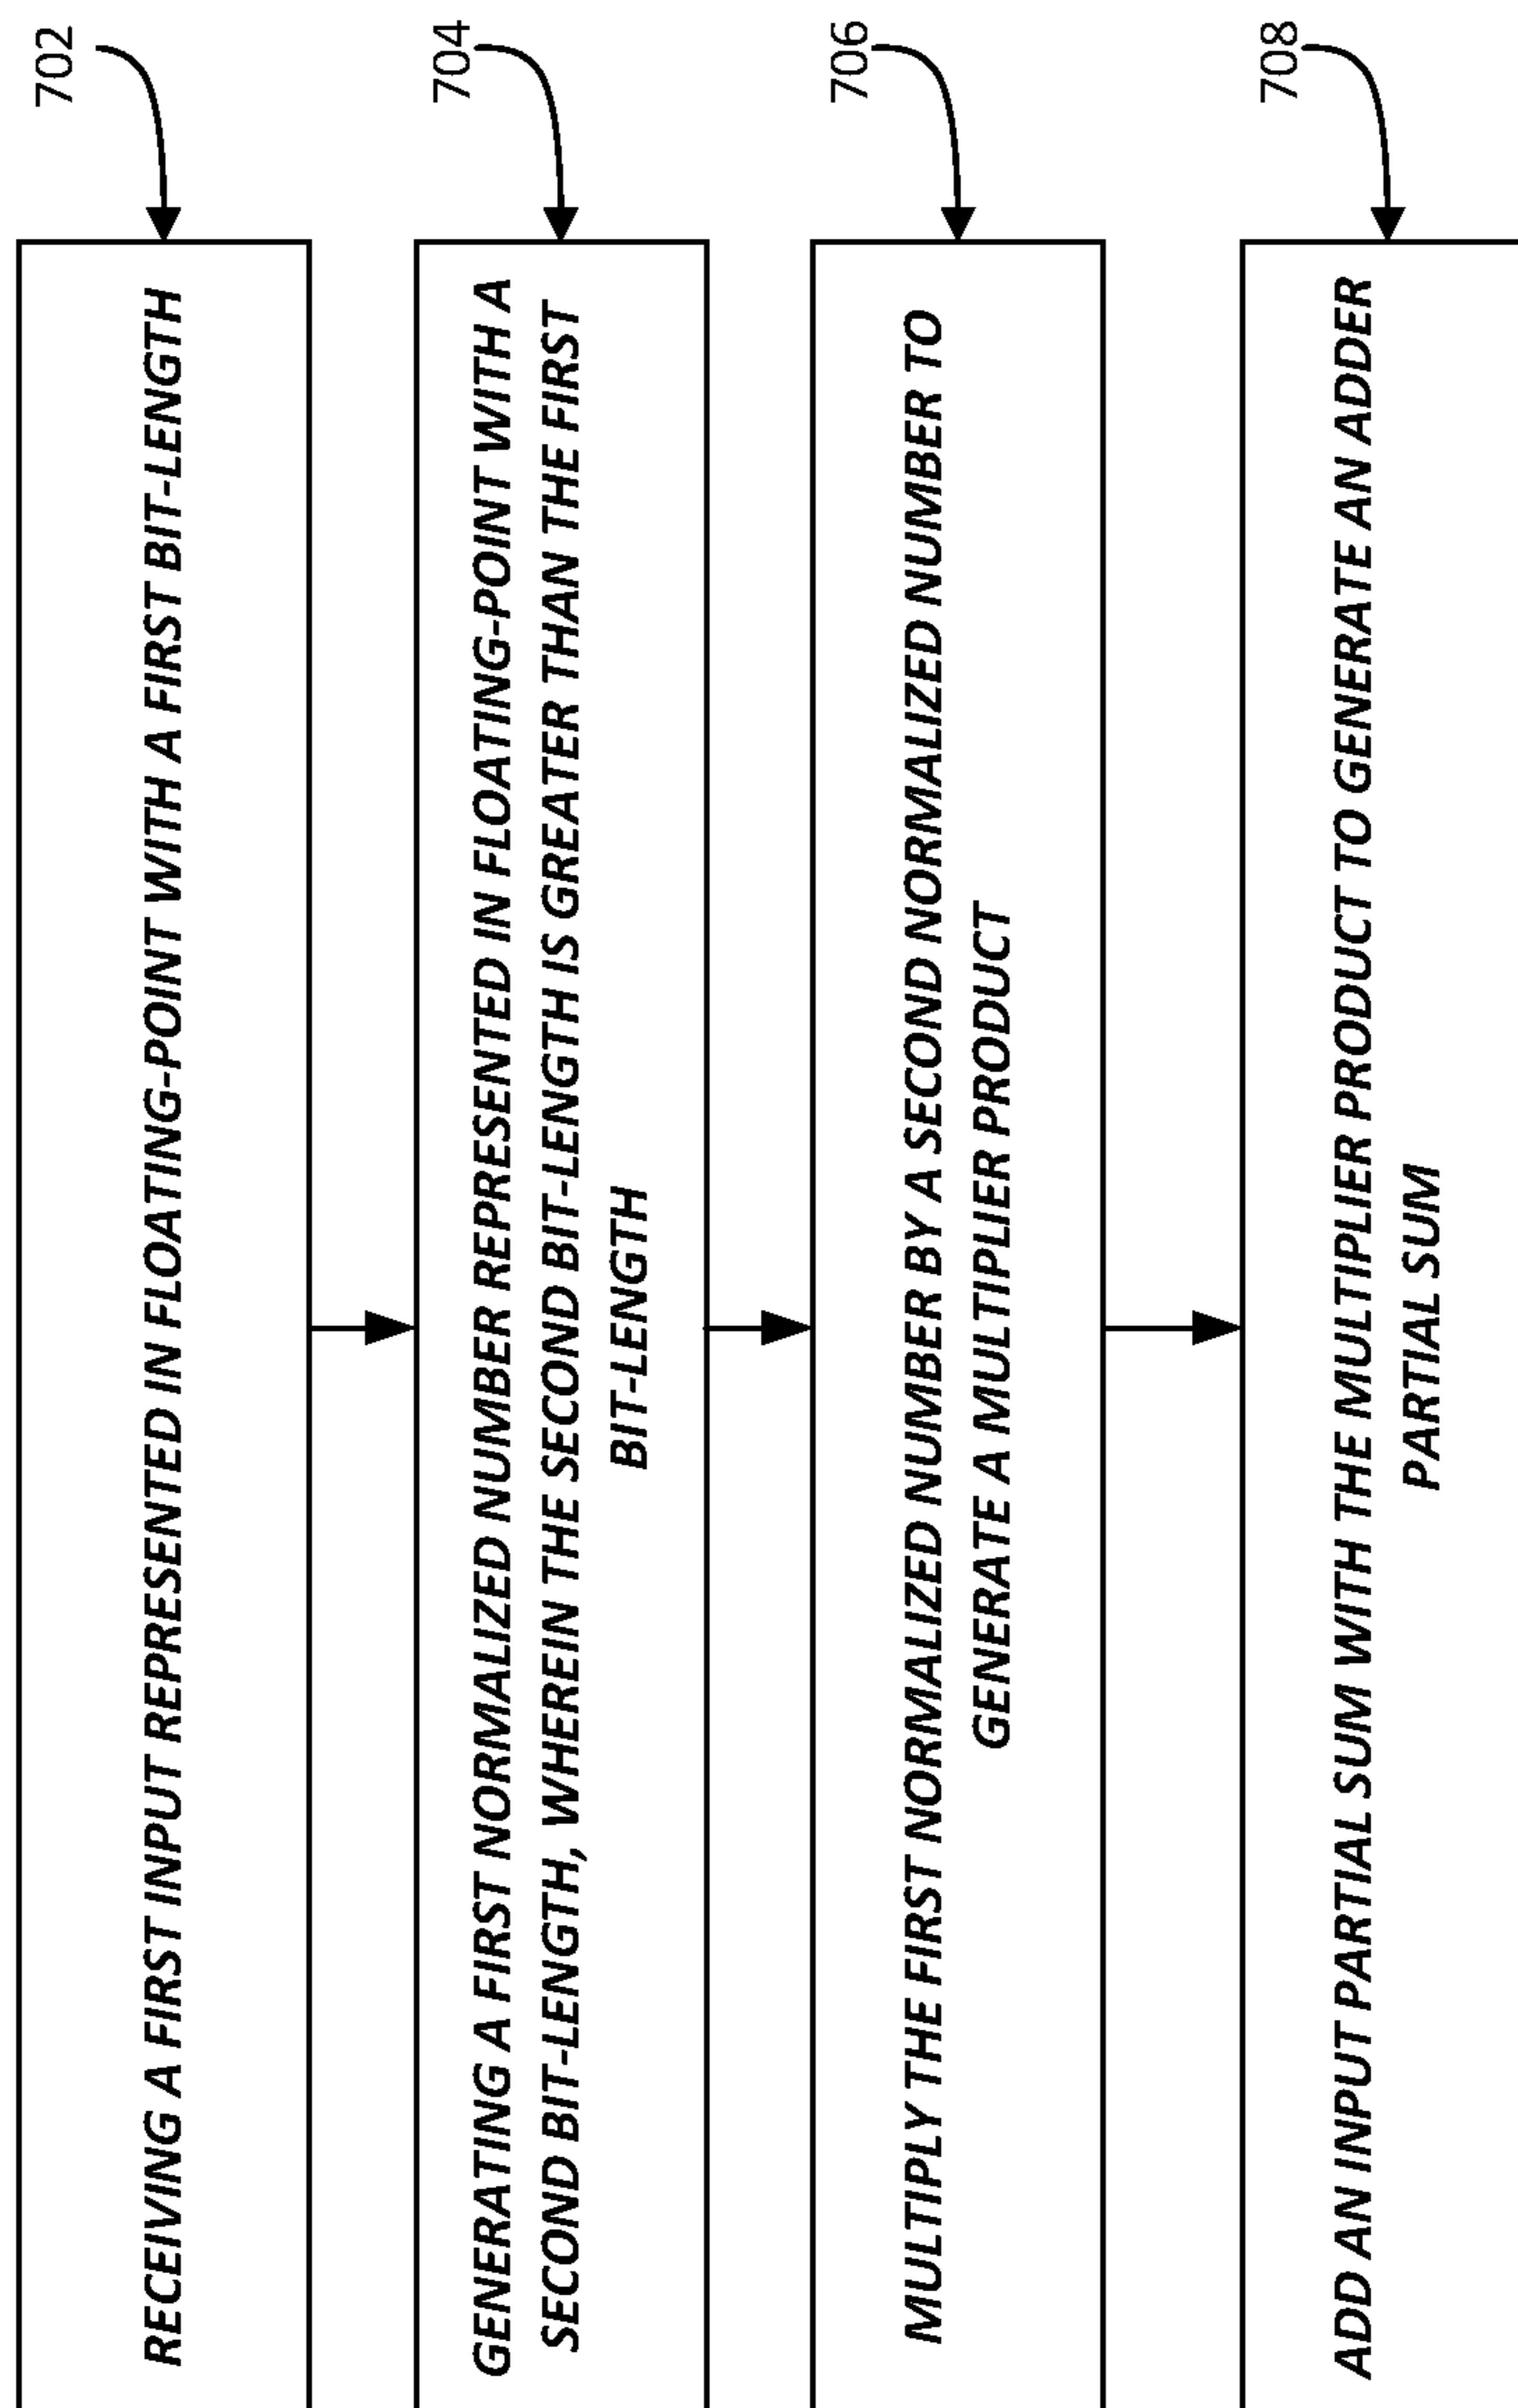 702
RECEIVING A FIRST INPUT REPRESENTED IN FLOATING-POINT WITH A FIRST BIT-LENGTH
704
GENERATING A FIRST NORMALIZED NUMBER REPRESENTED IN FLOATING-POINT WITH A
SECOND BIT-LENGTH, WHEREIN THE SECOND BIT-LENGTH IS GREATER THAN THE FIRST
BIT-LENGTH
706
MULTIPLY THE FIRST NORMALIZED NUMBER BY A SECOND NORMALIZED NUMBER TO
GENERATE A MULTIPLIER PRODUCT
708
ADD AN INPUT PARTIAL SUM WITH THE MULTIPLIER PRODUCT TO GENERATE AN ADDER
PARTIAL SUM